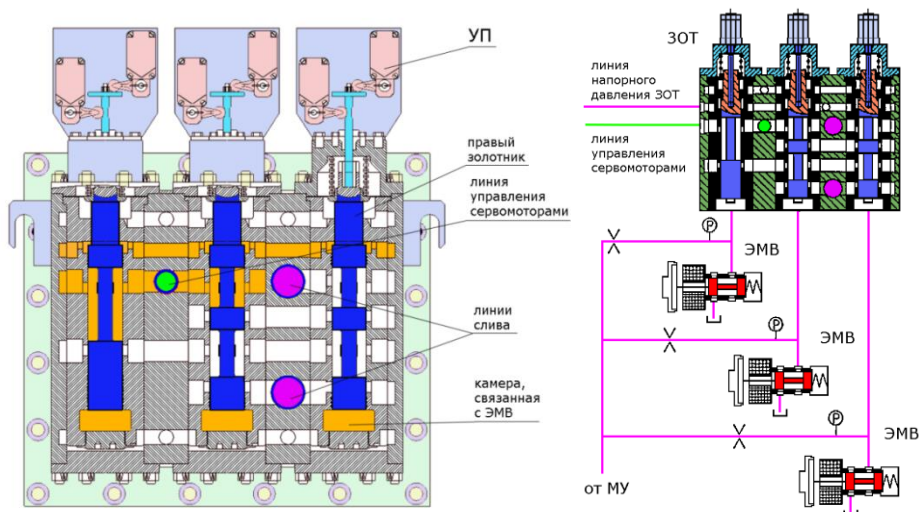 УП
правый
золотник
линия
управления
сервомоторами
линии
слива
камера,
связанная
с ЭМВ
ЗОТ
линия
напорного
давления ЗОТ
линия
управления
сервомоторами
P
ЭМВ
P
ЭМВ
P
ЭМВ
от МУ